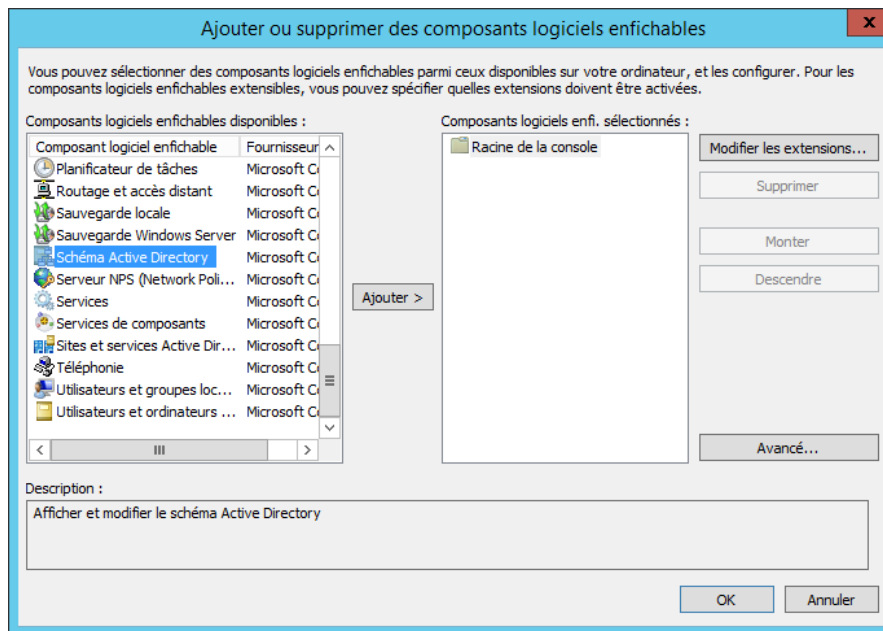 Ajouter ou supprimer des composants logiciels enfichables
x
Vous pouvez sélectionner des composants logiciels enfichables parmi ceux disponibles sur votre ordinateur, et les configurer. Pour les
composants logiciels enfichables extensibles, vous pouvez spécifier quelles extensions doivent être activées.
Composants logiciels enfichables disponibles :
Composant logiciel enfichable Fournisseur
Planificateur de tâches Microsoft Co
Routage et accès distant Microsoft Co
Sauvegarde locale Microsoft Co
Sauvegarde Windows Server Microsoft Co
Schéma Active Directory Microsoft Co
Serveur NPS (Network Poli... Microsoft Co
Services Microsoft Co
Services de composants Microsoft Co
Sites et services Active Dir... Microsoft Co
Téléphonie Microsoft Co
Utilisateurs et groupes loc... Microsoft Co
Utilisateurs et ordinateurs ... Microsoft Co
Ajouter >
Composants logiciels enfi. sélectionnés :
Racine de la console
Modifier les extensions...
Supprimer
Monter
Descendre
Avancé...
Description :
Afficher et modifier le schéma Active Directory
OK
Annuler